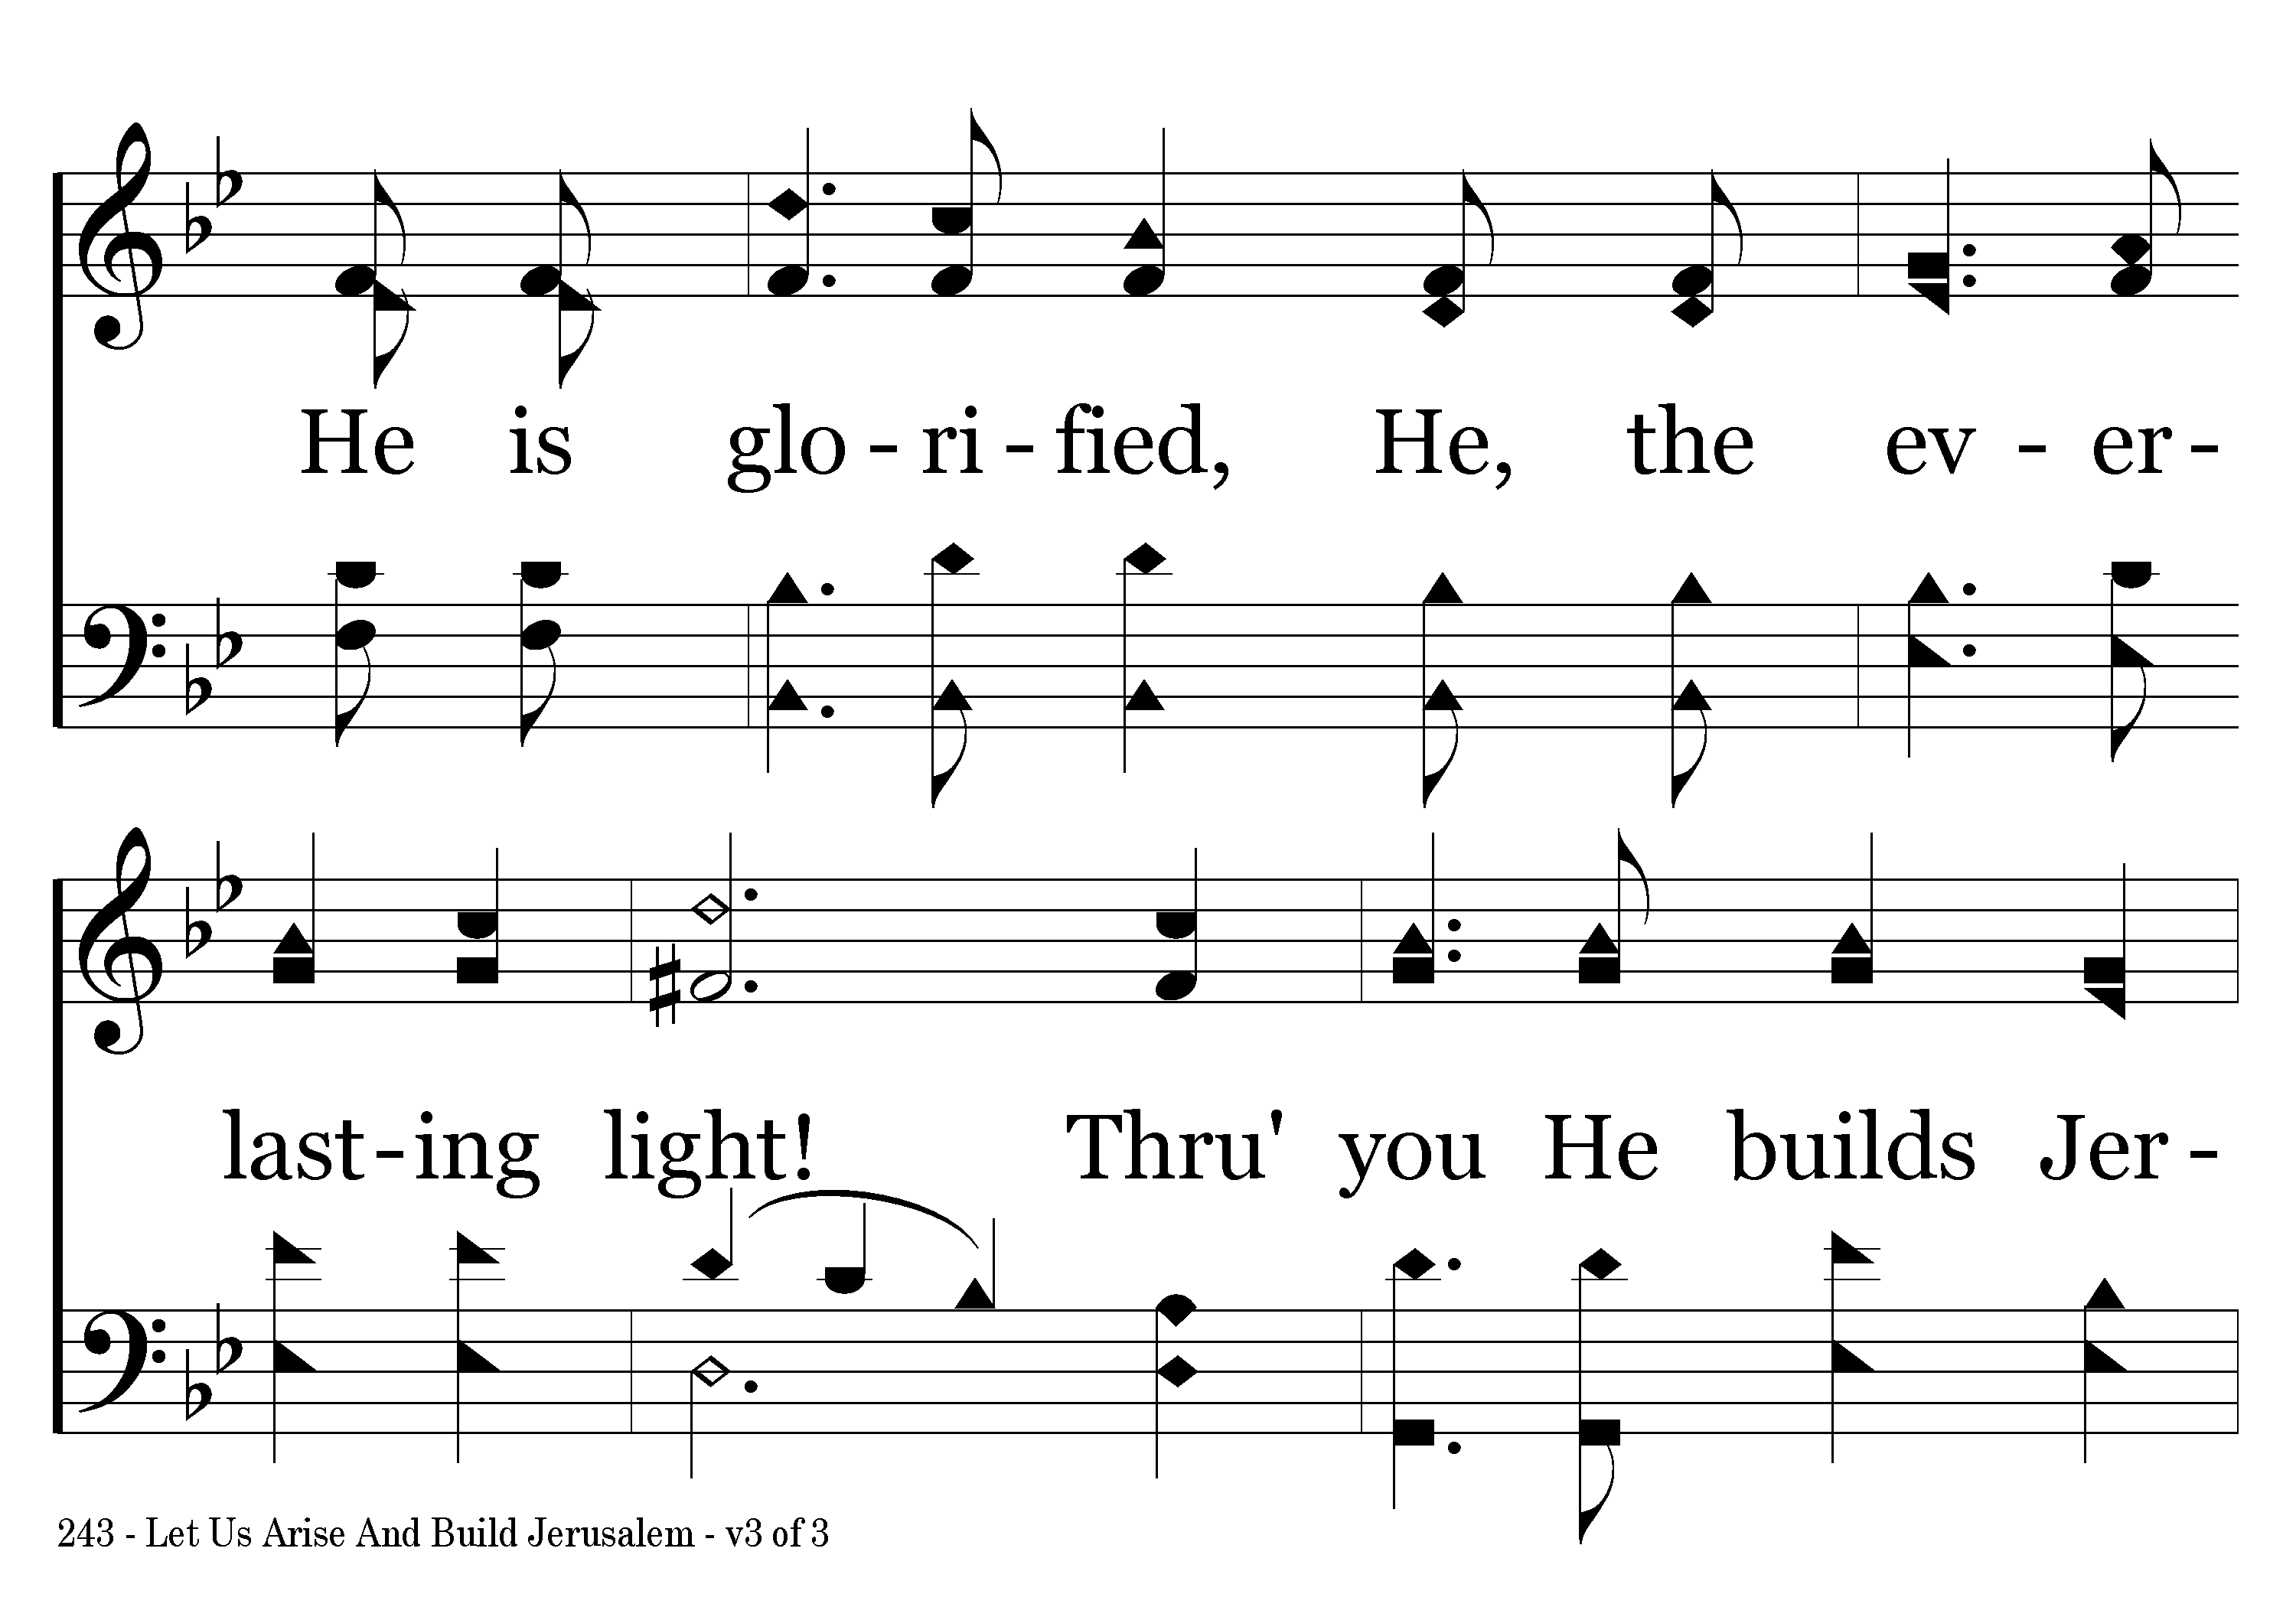 He is glo - ri - fied, He, the ev - er -
last - ing light! Thru' you He builds Jer -
243 - Let Us Arise And Build Jerusalem - v3 of 3